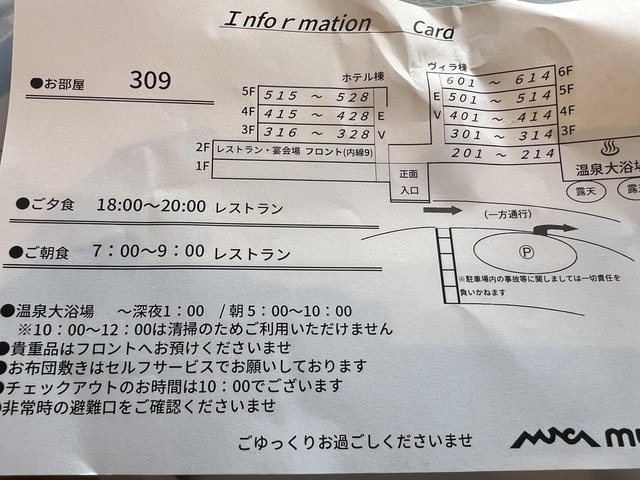 Information Card
●お部屋 309
ホテル棟
5F 515 ～ 528
4F 415 ～ 428 E
3F 316 ～ 328 V
2F レストラン・宴会場 フロント(内線9)
1F
ヴィラ棟
601 ～ 614 6F
E 501 ～ 514 5F
V 401 ～ 414 4F
301 ～ 314 3F
201 ～ 214
正面
入口
温泉大浴場
露天
露
(一方通行)
P
※駐車場内の事故等に関しましては一切責任を
負いかねます
●ご夕食 18:00～20:00 レストラン
●ご朝食 7：00～9：00 レストラン
●温泉大浴場 ～深夜1：00 / 朝5：00～10：00
※10：00～12：00は清掃のためご利用いただけません
●貴重品はフロントへお預けくださいませ
●お布団敷きはセルフサービスでお願いしております
●チェックアウトのお時間は10：00でございます
●非常時の避難口をご確認くださいませ
ごゆっくりお過ごしくださいませ